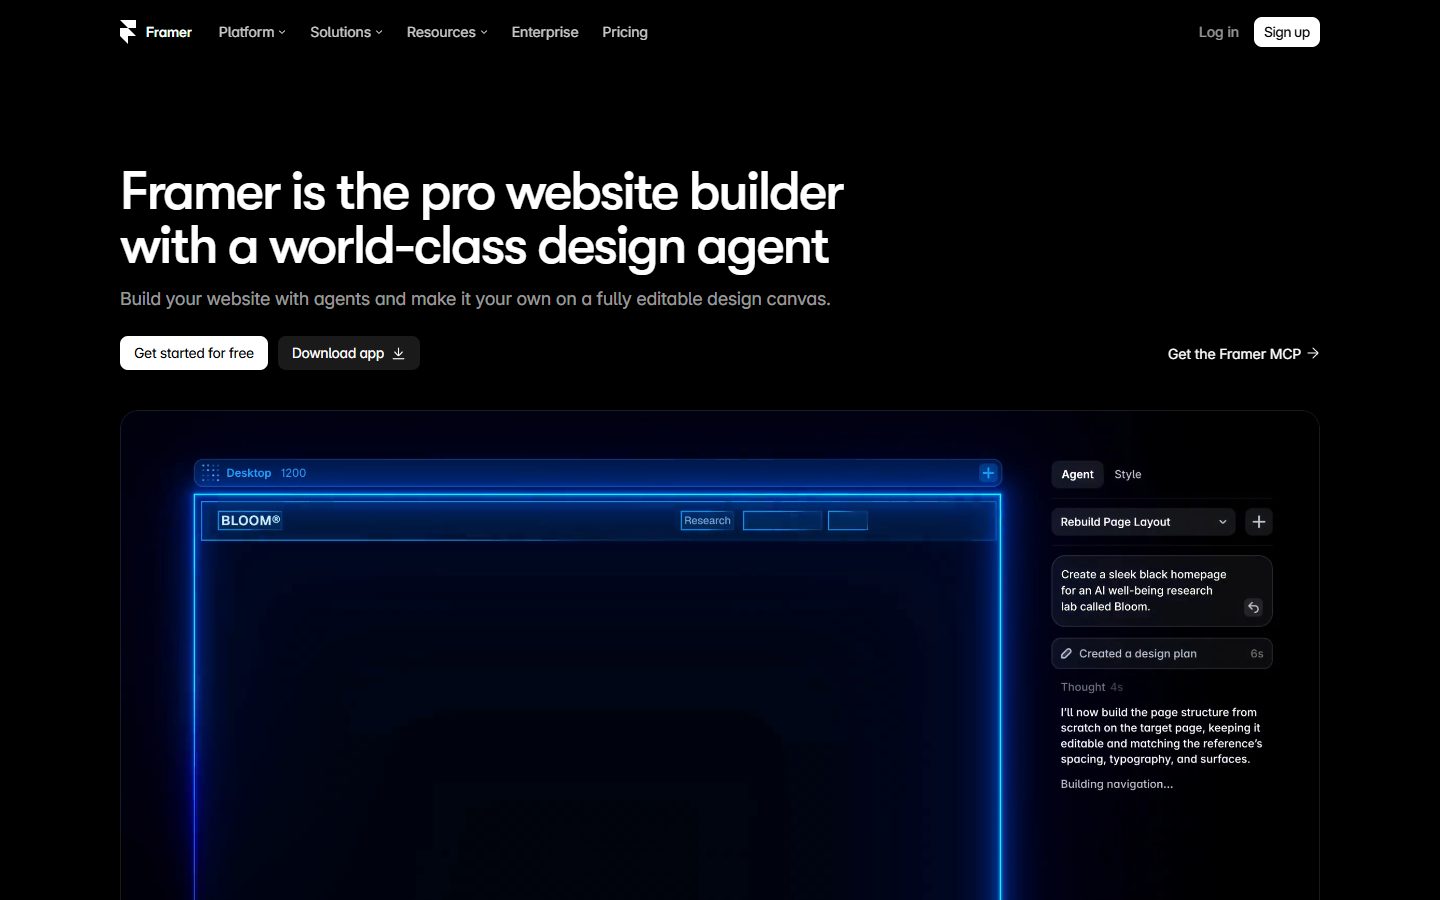 Framer
Platform
Solutions
Resources
Enterprise
Pricing
Log in
Sign up
Framer is the pro website builder
with a world-class design agent
Build your website with agents and make it your own on a fully editable design canvas.
Get started for free
Download app
Get the Framer MCP
Desktop 1200
BLOOM®
Research
Agent
Style
Rebuild Page Layout
Create a sleek black homepage
for an AI well-being research
lab called Bloom.
Created a design plan 6s
Thought 4s
I'll now build the page structure from
scratch on the target page, keeping it
editable and matching the reference's
spacing, typography, and surfaces.
Building navigation...